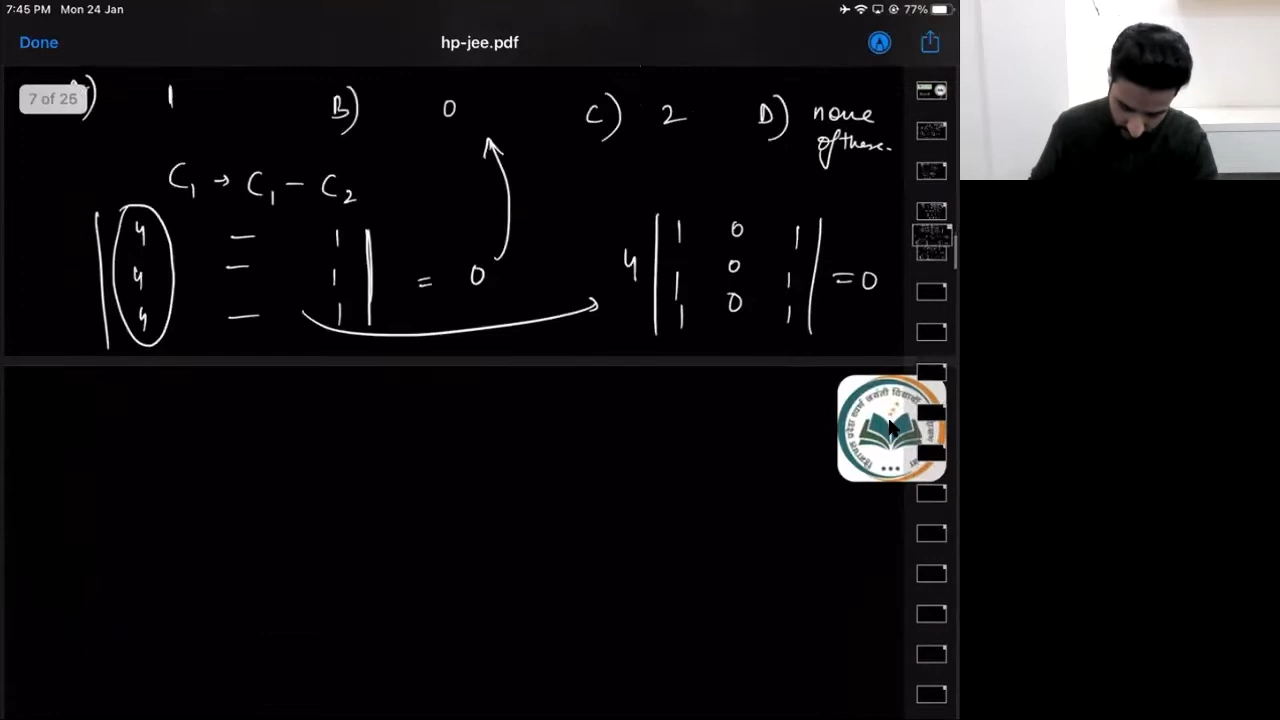 7:45 PM Mon 24 Jan
77%
Done
hp-jee.pdf
7 of 25
) 1 B) 0 C) 2 D) none of these.
C₁ → C₁ − C₂
| 4 — 1 |
| 4 — 1 | = 0
| 4 — 1 |
4 | 1 0 1 |
| 1 0 1 | = 0
| 1 0 1 |